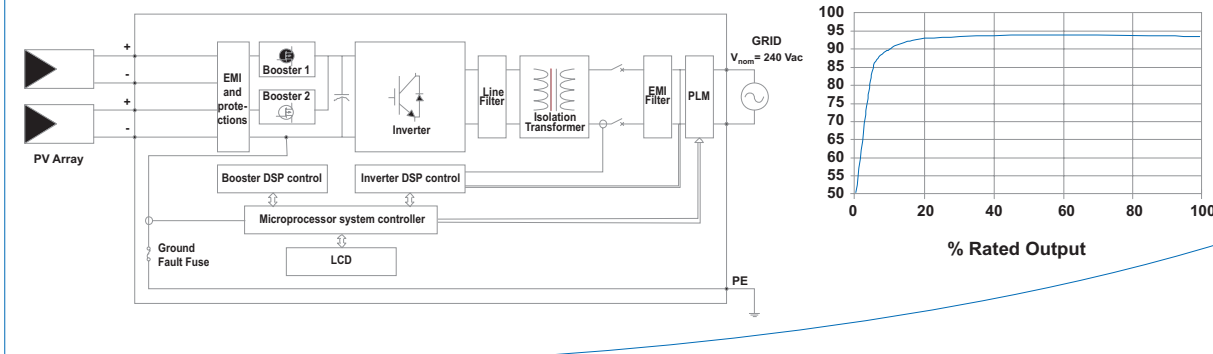 +
-
+
-
PV Array
EMI
and
prote-
ctions
Booster 1
Booster 2
Inverter
Line
Filter
Isolation
Transformer
EMI
Filter
PLM
GRID
Vnom= 240 Vac
Booster DSP control
Inverter DSP control
Microprocessor system controller
LCD
Ground
Fault Fuse
PE
100
95
90
85
80
75
70
65
60
55
50
0
20
40
60
80
100
% Rated Output